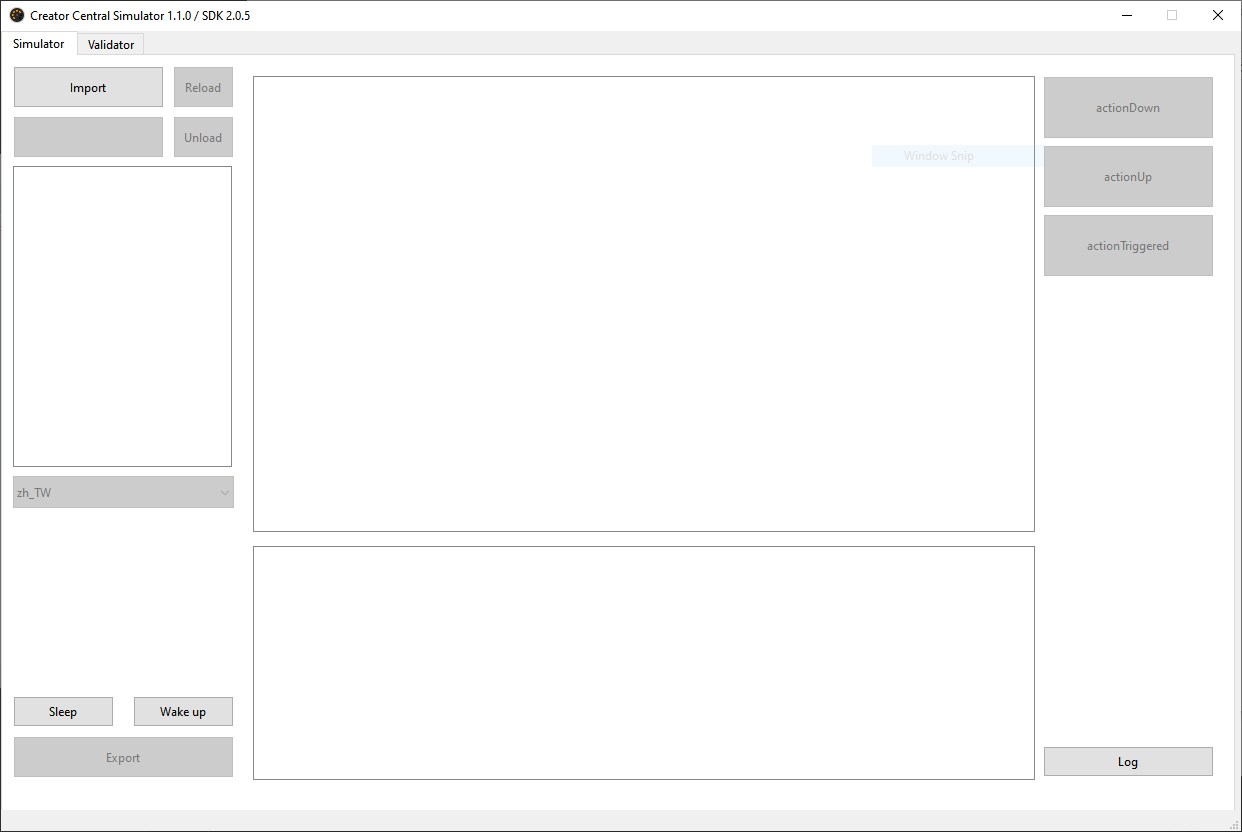 Creator Central Simulator 1.1.0 / SDK 2.0.5
Simulator
Validator
Import
Reload
Unload
zh_TW
Sleep
Wake up
Export
Window Snip
actionDown
actionUp
actionTriggered
Log